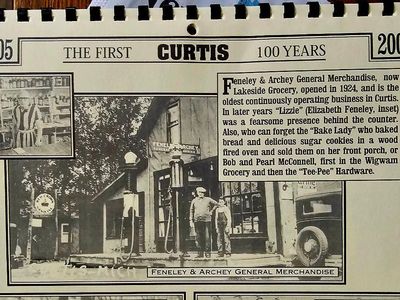 05
THE FIRST CURTIS 100 YEARS
200
Feneley & Archey General Merchandise, now
Lakeside Grocery, opened in 1924, and is the
oldest continuously operating business in Curtis.
In later years "Lizzie" (Elizabeth Feneley, inset)
was a fearsome presence behind the counter.
Also, who can forget the "Bake Lady" who baked
bread and delicious sugar cookies in a wood
fired oven and sold them on her front porch, or
Bob and Pearl McConnell, first in the Wigwam
Grocery and then the "Tee-Pee" Hardware.
FENELEY & ARCHEY
FENELEY & ARCHEY GENERAL MERCHANDISE